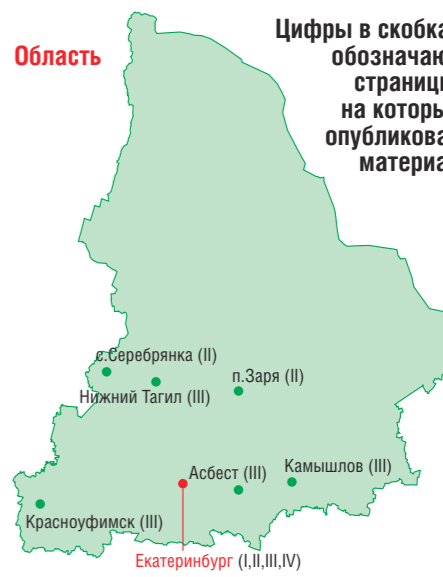 Область
Цифры в скобка
обозначаю
страниц
на которы
опубликова
материа
с.Серебрянка (II)
Нижний Тагил (III)
п.Заря (II)
Асбест (III)
Камышлов (III)
Красноуфимск (III)
Екатеринбург (I,II,III,IV)